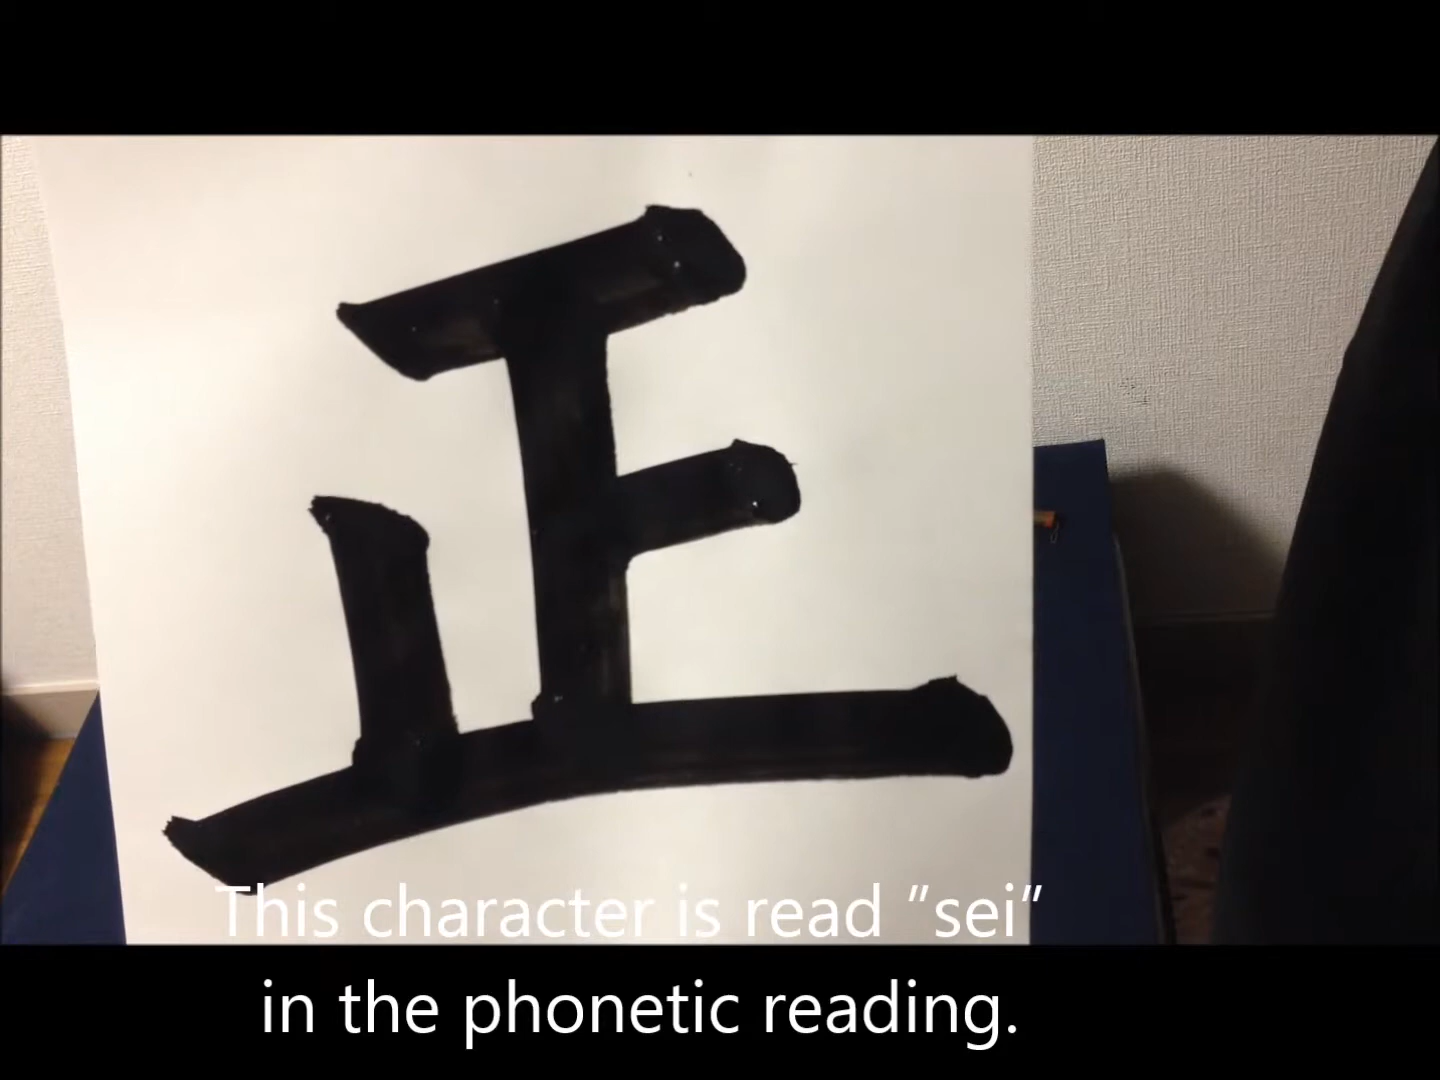 正
This character is read ”sei”
in the phonetic reading.